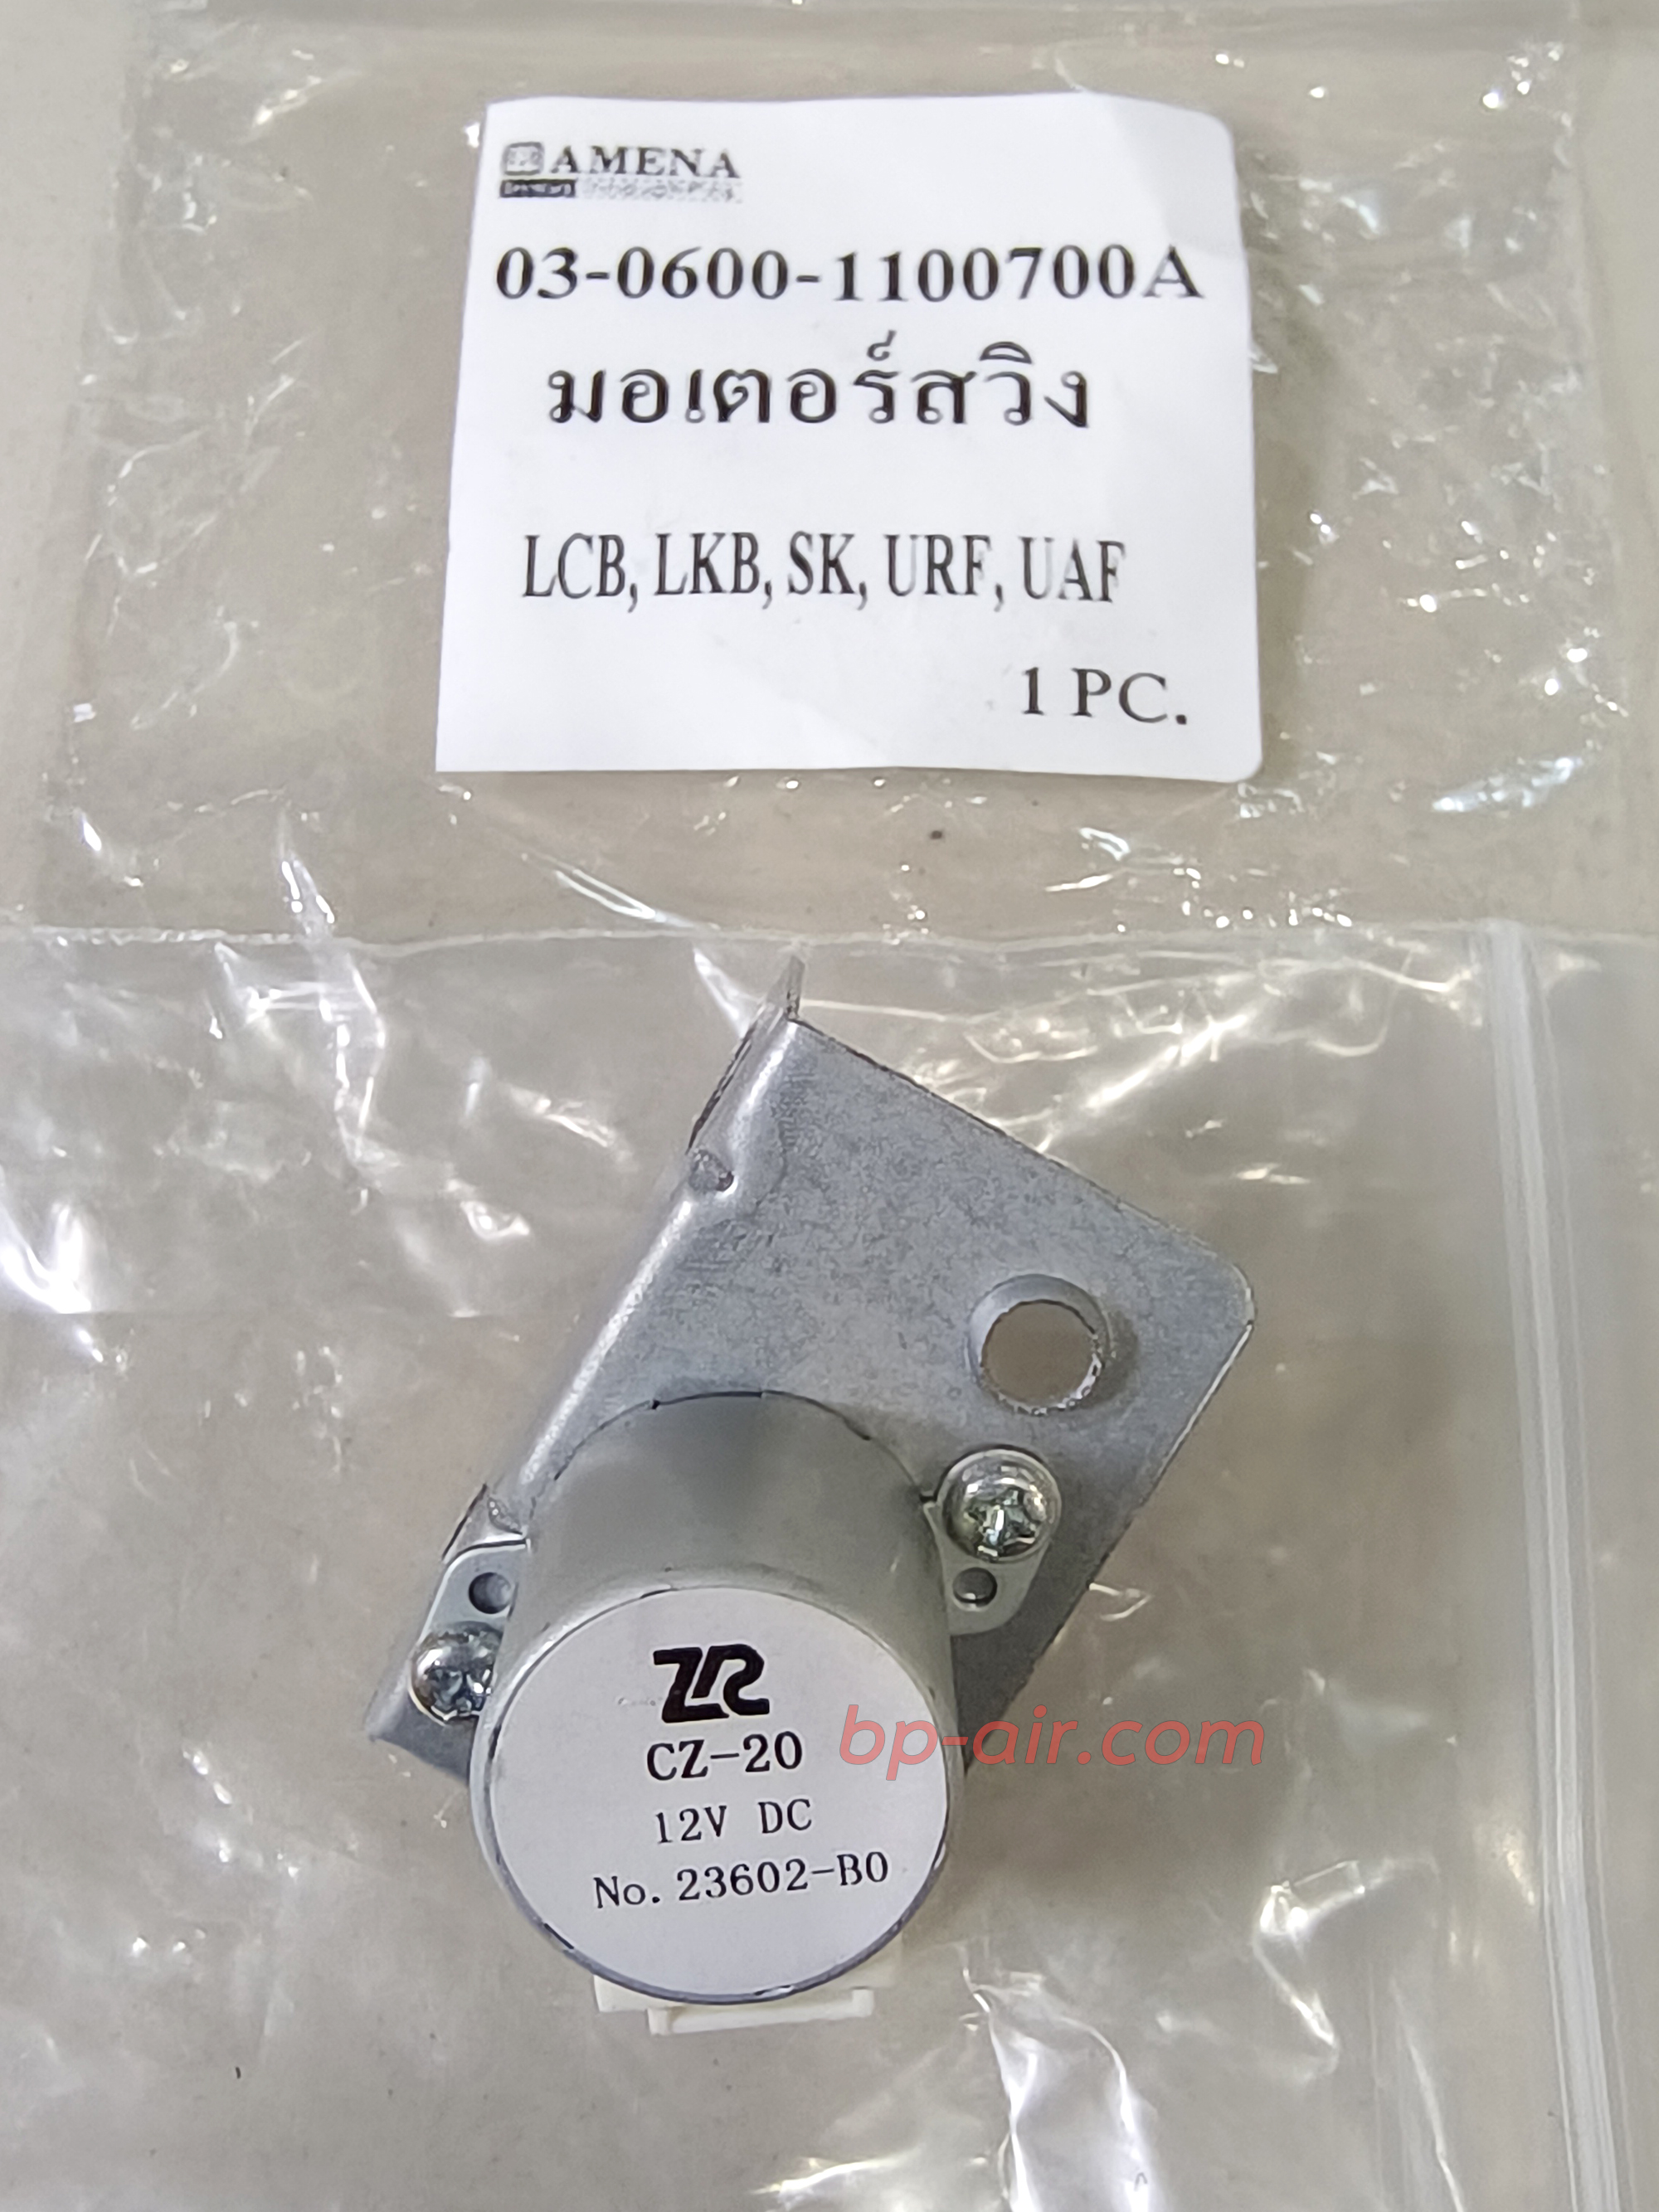 AMENA
03-0600-1100700A
มอเตอร์สวิง
LCB, LKB, SK, URF, UAF
1 PC.
ZR
CZ-20
12V DC
No. 23602-B0
bp-air.com